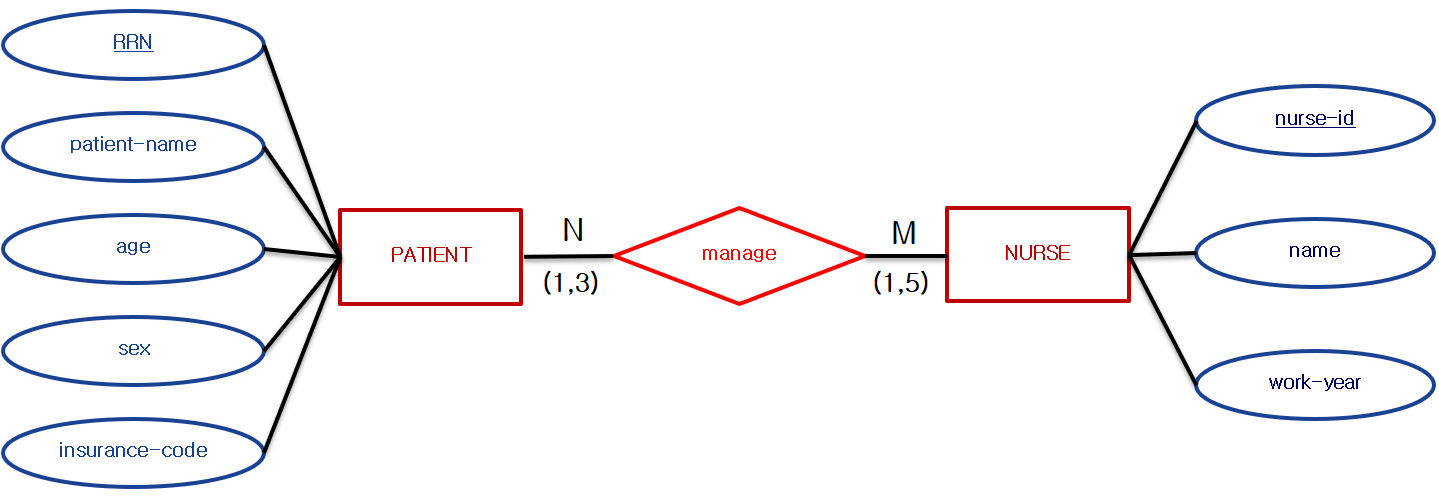 RRN
patient-name
age
sex
insurance-code
PATIENT
N
(1,3)
manage
M
(1,5)
NURSE
nurse-id
name
work-year